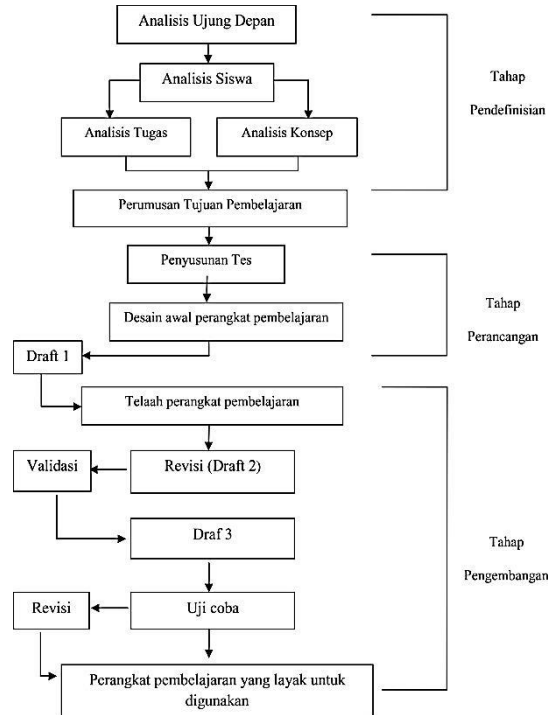 Analisis Ujung Depan
Analisis Siswa
Tahap
Pendefinisian
Analisis Tugas
Analisis Konsep
Perumusan Tujuan Pembelajaran
Penyusunan Tes
Desain awal perangkat pembelajaran
Tahap
Perancangan
Draft 1
Telaah perangkat pembelajaran
Validasi
Revisi (Draft 2)
Draf 3
Tahap
Pengembangan
Revisi
Uji coba
Perangkat pembelajaran yang layak untuk
digunakan